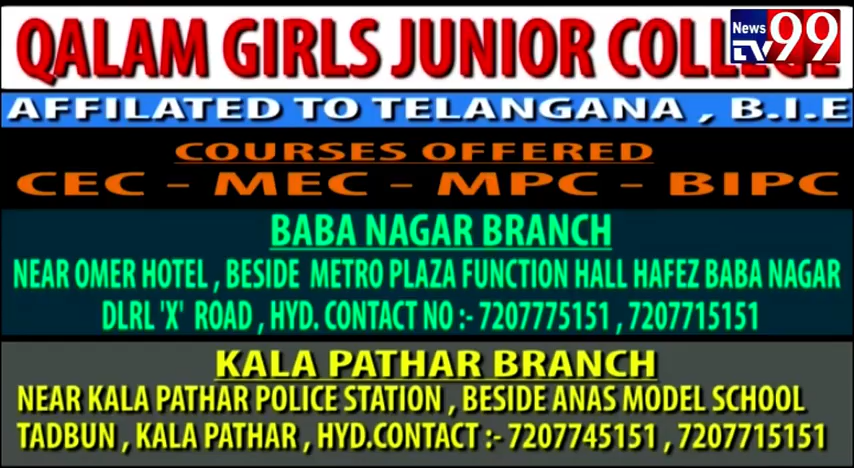 QALAM GIRLS JUNIOR COLLEGE
News
tv99
AFFILATED TO TELANGANA , B.I.E
COURSES OFFERED
CEC - MEC - MPC - BIPC
BABA NAGAR BRANCH
NEAR OMER HOTEL , BESIDE METRO PLAZA FUNCTION HALL HAFEZ BABA NAGAR
DLRL 'X' ROAD , HYD. CONTACT NO :- 7207775151 , 7207715151
KALA PATHAR BRANCH
NEAR KALA PATHAR POLICE STATION , BESIDE ANAS MODEL SCHOOL
TADBUN , KALA PATHAR , HYD.CONTACT :- 7207745151 , 7207715151